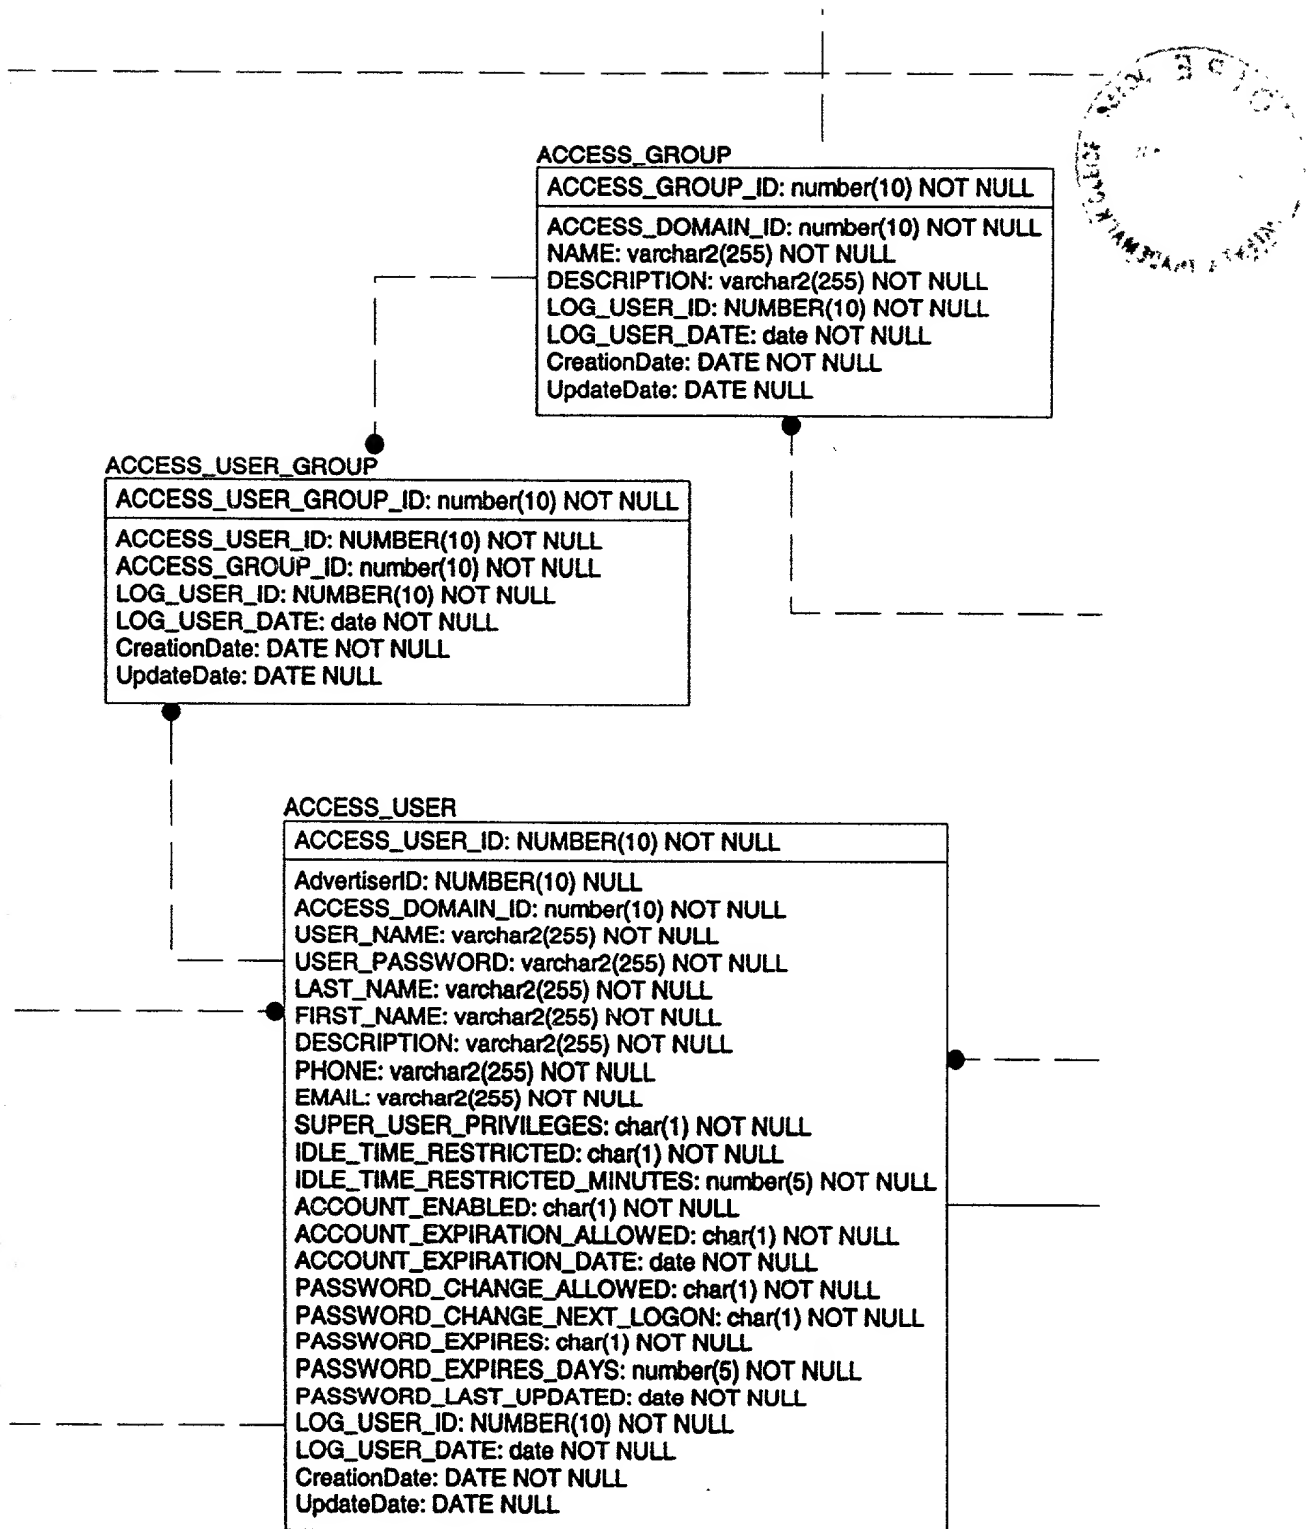 ACCESS_GROUP
ACCESS_GROUP_ID: number(10) NOT NULL
ACCESS_DOMAIN_ID: number(10) NOT NULL
NAME: varchar2(255) NOT NULL
DESCRIPTION: varchar2(255) NOT NULL
LOG_USER_ID: NUMBER(10) NOT NULL
LOG_USER_DATE: date NOT NULL
CreationDate: DATE NOT NULL
UpdateDate: DATE NULL
ACCESS_USER_GROUP
ACCESS_USER_GROUP_ID: number(10) NOT NULL
ACCESS_USER_ID: NUMBER(10) NOT NULL
ACCESS_GROUP_ID: number(10) NOT NULL
LOG_USER_ID: NUMBER(10) NOT NULL
LOG_USER_DATE: date NOT NULL
CreationDate: DATE NOT NULL
UpdateDate: DATE NULL
ACCESS_USER
ACCESS_USER_ID: NUMBER(10) NOT NULL
AdvertiserID: NUMBER(10) NULL
ACCESS_DOMAIN_ID: number(10) NOT NULL
USER_NAME: varchar2(255) NOT NULL
USER_PASSWORD: varchar2(255) NOT NULL
LAST_NAME: varchar2(255) NOT NULL
FIRST_NAME: varchar2(255) NOT NULL
DESCRIPTION: varchar2(255) NOT NULL
PHONE: varchar2(255) NOT NULL
EMAIL: varchar2(255) NOT NULL
SUPER_USER_PRIVILEGES: char(1) NOT NULL
IDLE_TIME_RESTRICTED: char(1) NOT NULL
IDLE_TIME_RESTRICTED_MINUTES: number(5) NOT NULL
ACCOUNT_ENABLED: char(1) NOT NULL
ACCOUNT_EXPIRATION_ALLOWED: char(1) NOT NULL
ACCOUNT_EXPIRATION_DATE: date NOT NULL
PASSWORD_CHANGE_ALLOWED: char(1) NOT NULL
PASSWORD_CHANGE_NEXT_LOGON: char(1) NOT NULL
PASSWORD_EXPIRES: char(1) NOT NULL
PASSWORD_EXPIRES_DAYS: number(5) NOT NULL
PASSWORD_LAST_UPDATED: date NOT NULL
LOG_USER_ID: NUMBER(10) NOT NULL
LOG_USER_DATE: date NOT NULL
CreationDate: DATE NOT NULL
UpdateDate: DATE NULL